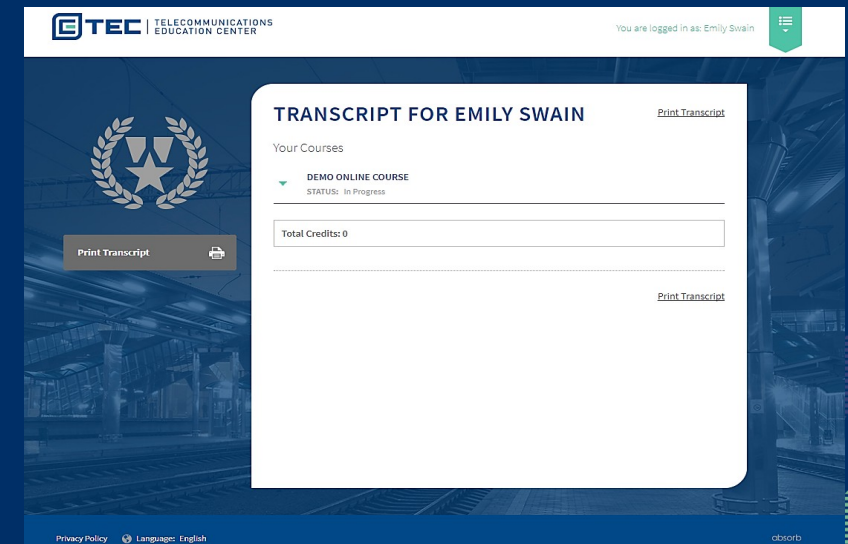 TEC TELECOMMUNICATIONS
EDUCATION CENTER
You are logged in as: Emily Swain
TRANSCRIPT FOR EMILY SWAIN
Print Transcript
Your Courses
DEMO ONLINE COURSE
STATUS: In Progress
Total Credits: 0
Print Transcript
Print Transcript
Privacy Policy Language: English
absorb